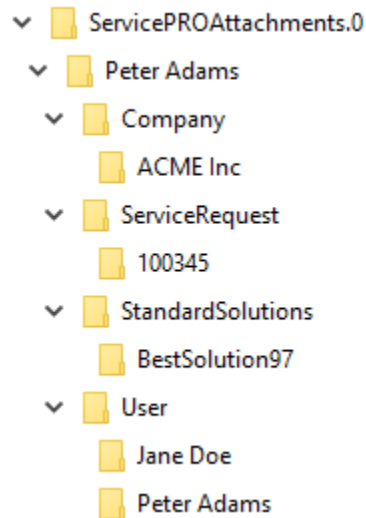 ServicePROAttachments.0
Peter Adams
Company
ACME Inc
ServiceRequest
100345
StandardSolutions
BestSolution97
User
Jane Doe
Peter Adams